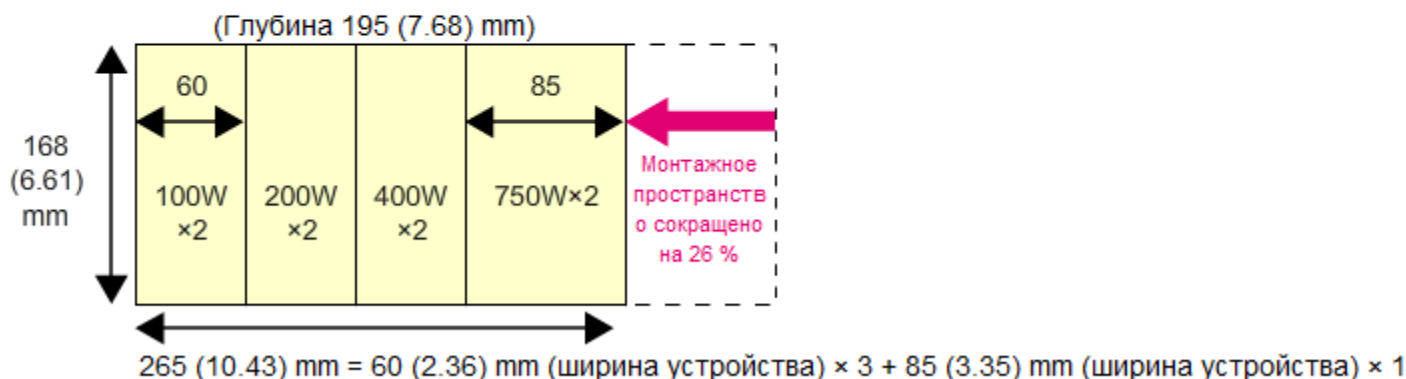 (Глубина 195 (7.68) mm)
60
85
168
(6.61)
mm
100W
×2
200W
×2
400W
×2
750W×2
Монтажное
пространств
о сокращено
на 26 %
265 (10.43) mm = 60 (2.36) mm (ширина устройства) × 3 + 85 (3.35) mm (ширина устройства) × 1